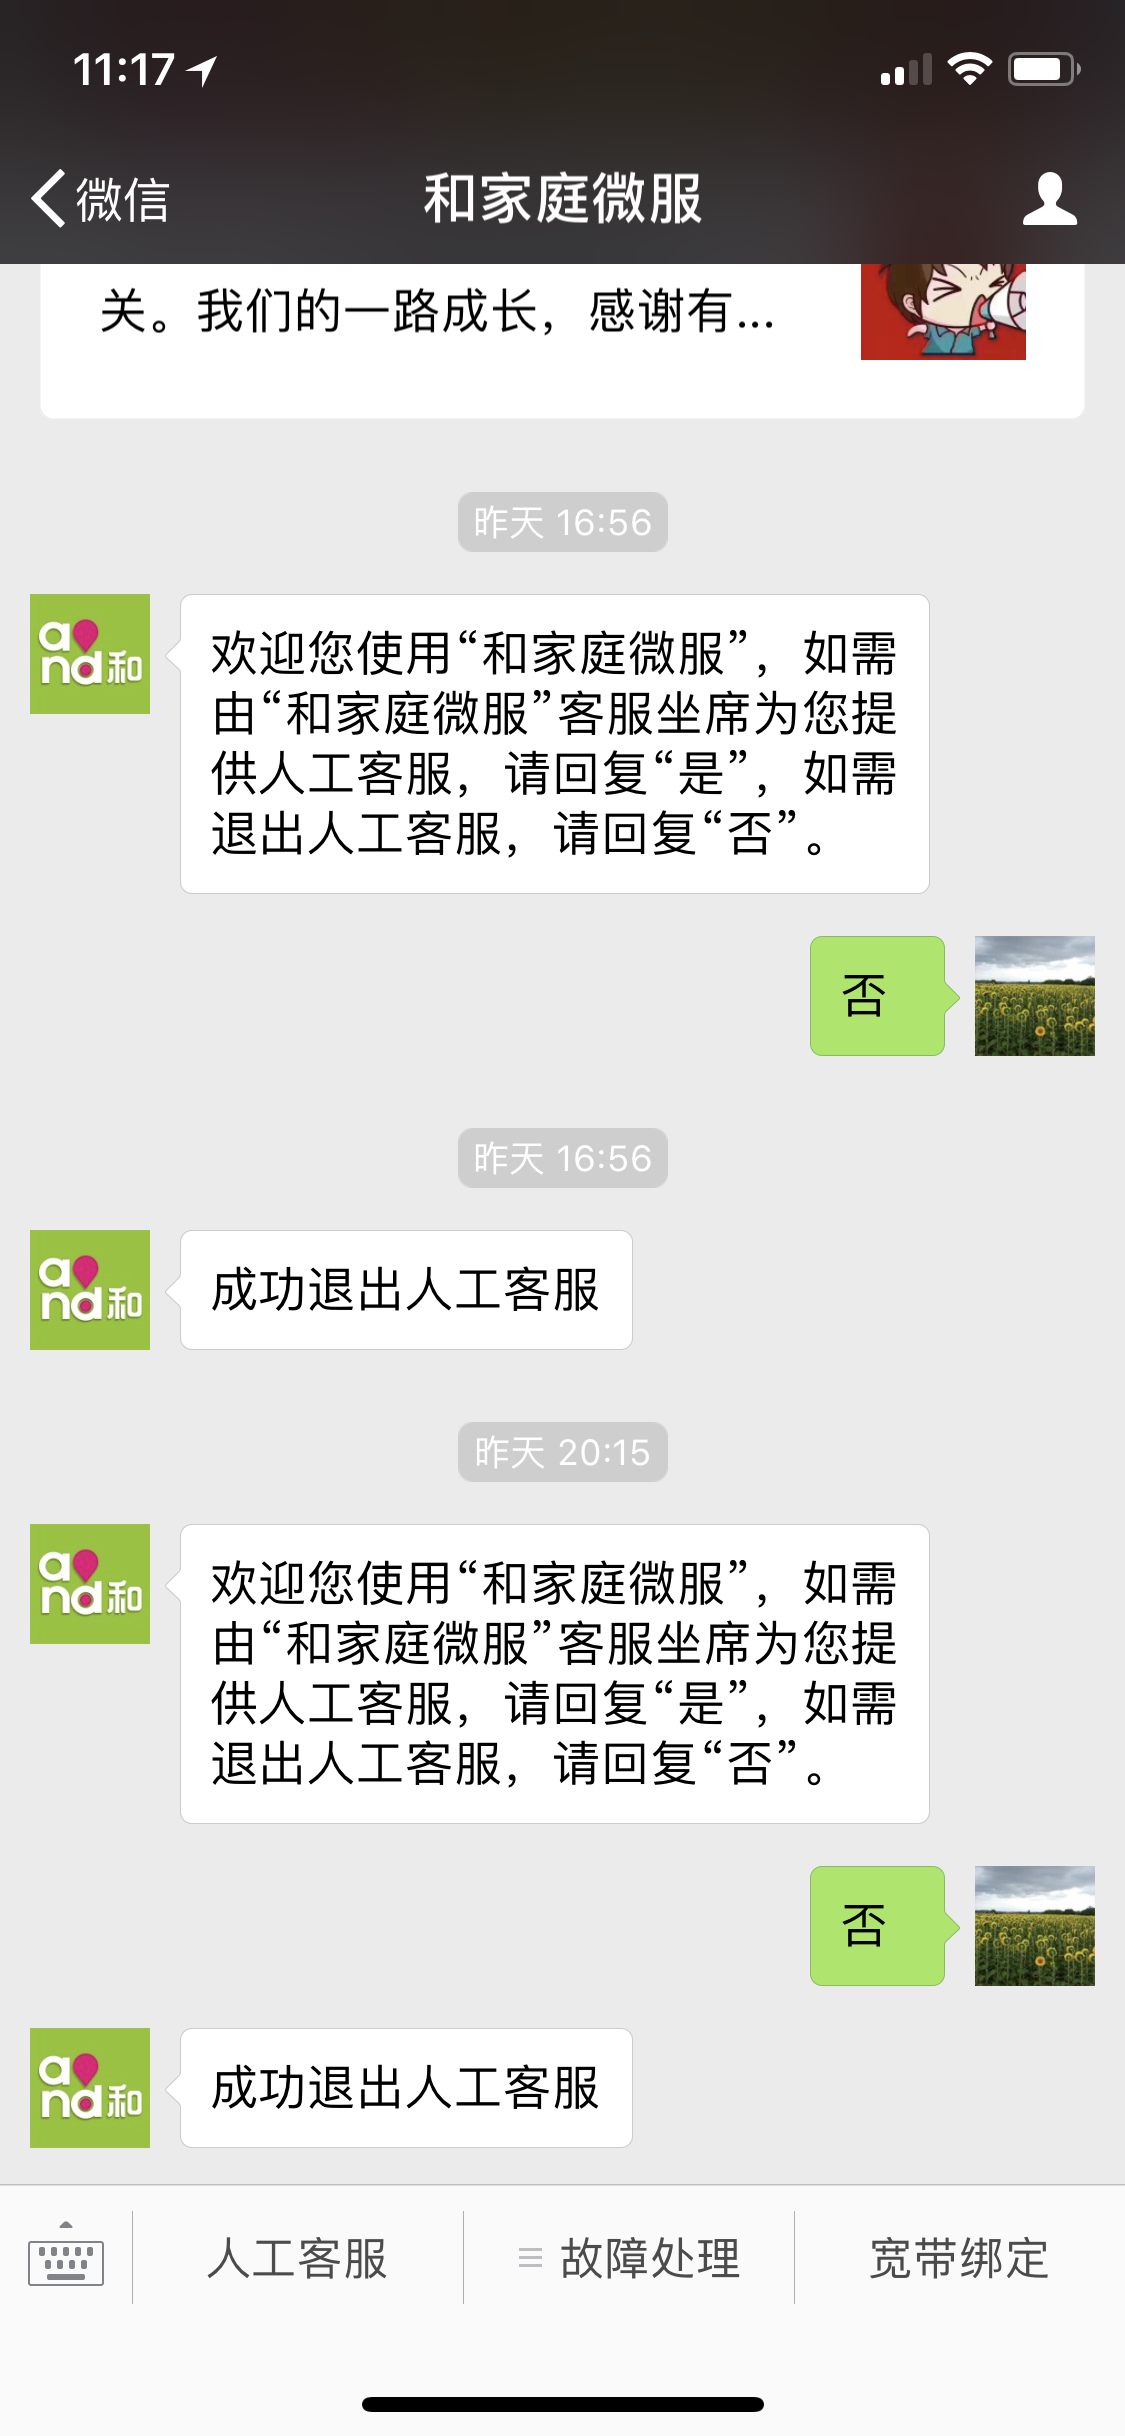 11:17
微信
和家庭微服
关。我们的一路成长，感谢有...
昨天 16:56
and和
欢迎您使用“和家庭微服”，如需
由“和家庭微服”客服坐席为您提
供人工客服，请回复“是”，如需
退出人工客服，请回复“否”。
否
昨天 16:56
and和
成功退出人工客服
昨天 20:15
and和
欢迎您使用“和家庭微服”，如需
由“和家庭微服”客服坐席为您提
供人工客服，请回复“是”，如需
退出人工客服，请回复“否”。
否
and和
成功退出人工客服
人工客服
故障处理
宽带绑定